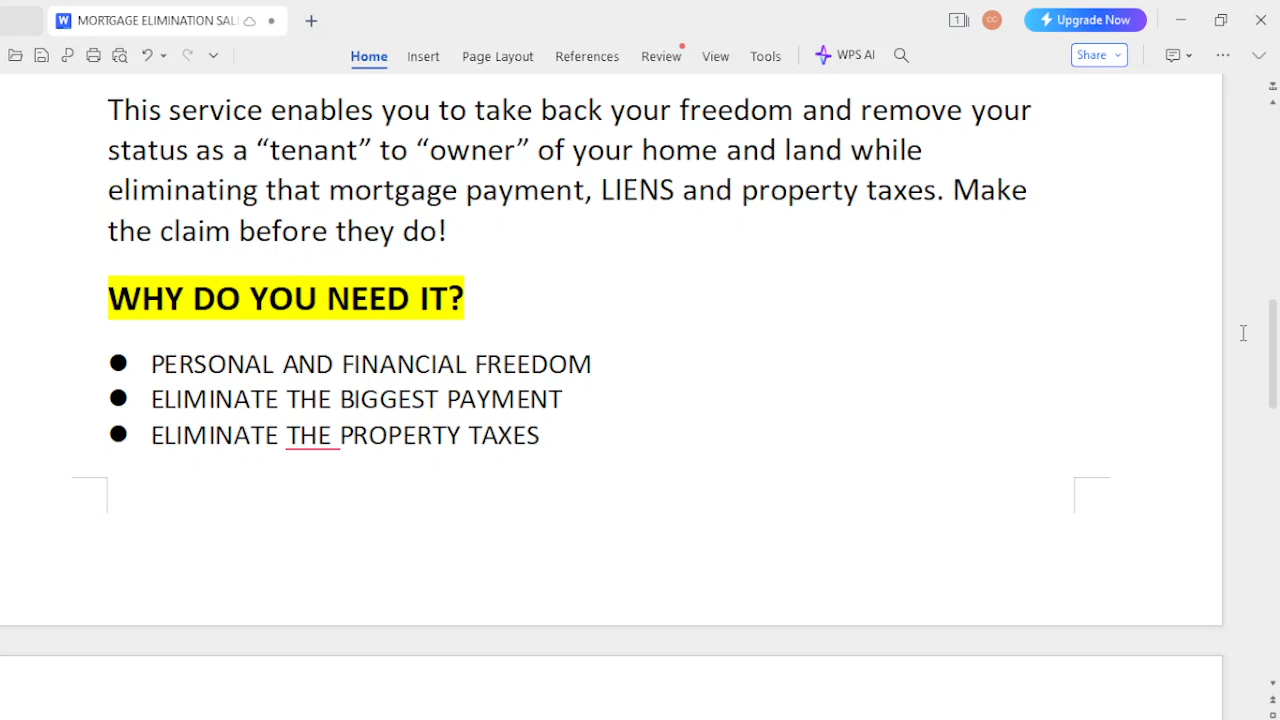 MORTGAGE ELIMINATION SAL
CC
Upgrade Now
Home Insert Page Layout References Review View Tools WPS AI Share
This service enables you to take back your freedom and remove your
status as a “tenant” to “owner” of your home and land while
eliminating that mortgage payment, LIENS and property taxes. Make
the claim before they do!
WHY DO YOU NEED IT?
● PERSONAL AND FINANCIAL FREEDOM
● ELIMINATE THE BIGGEST PAYMENT
● ELIMINATE THE PROPERTY TAXES